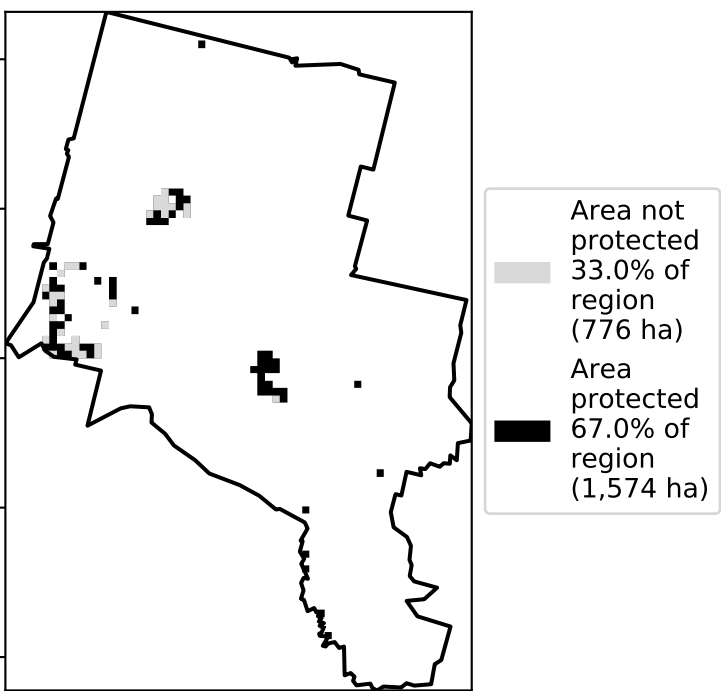 Area not
protected
33.0% of
region
(776 ha)
Area
protected
67.0% of
region
(1,574 ha)